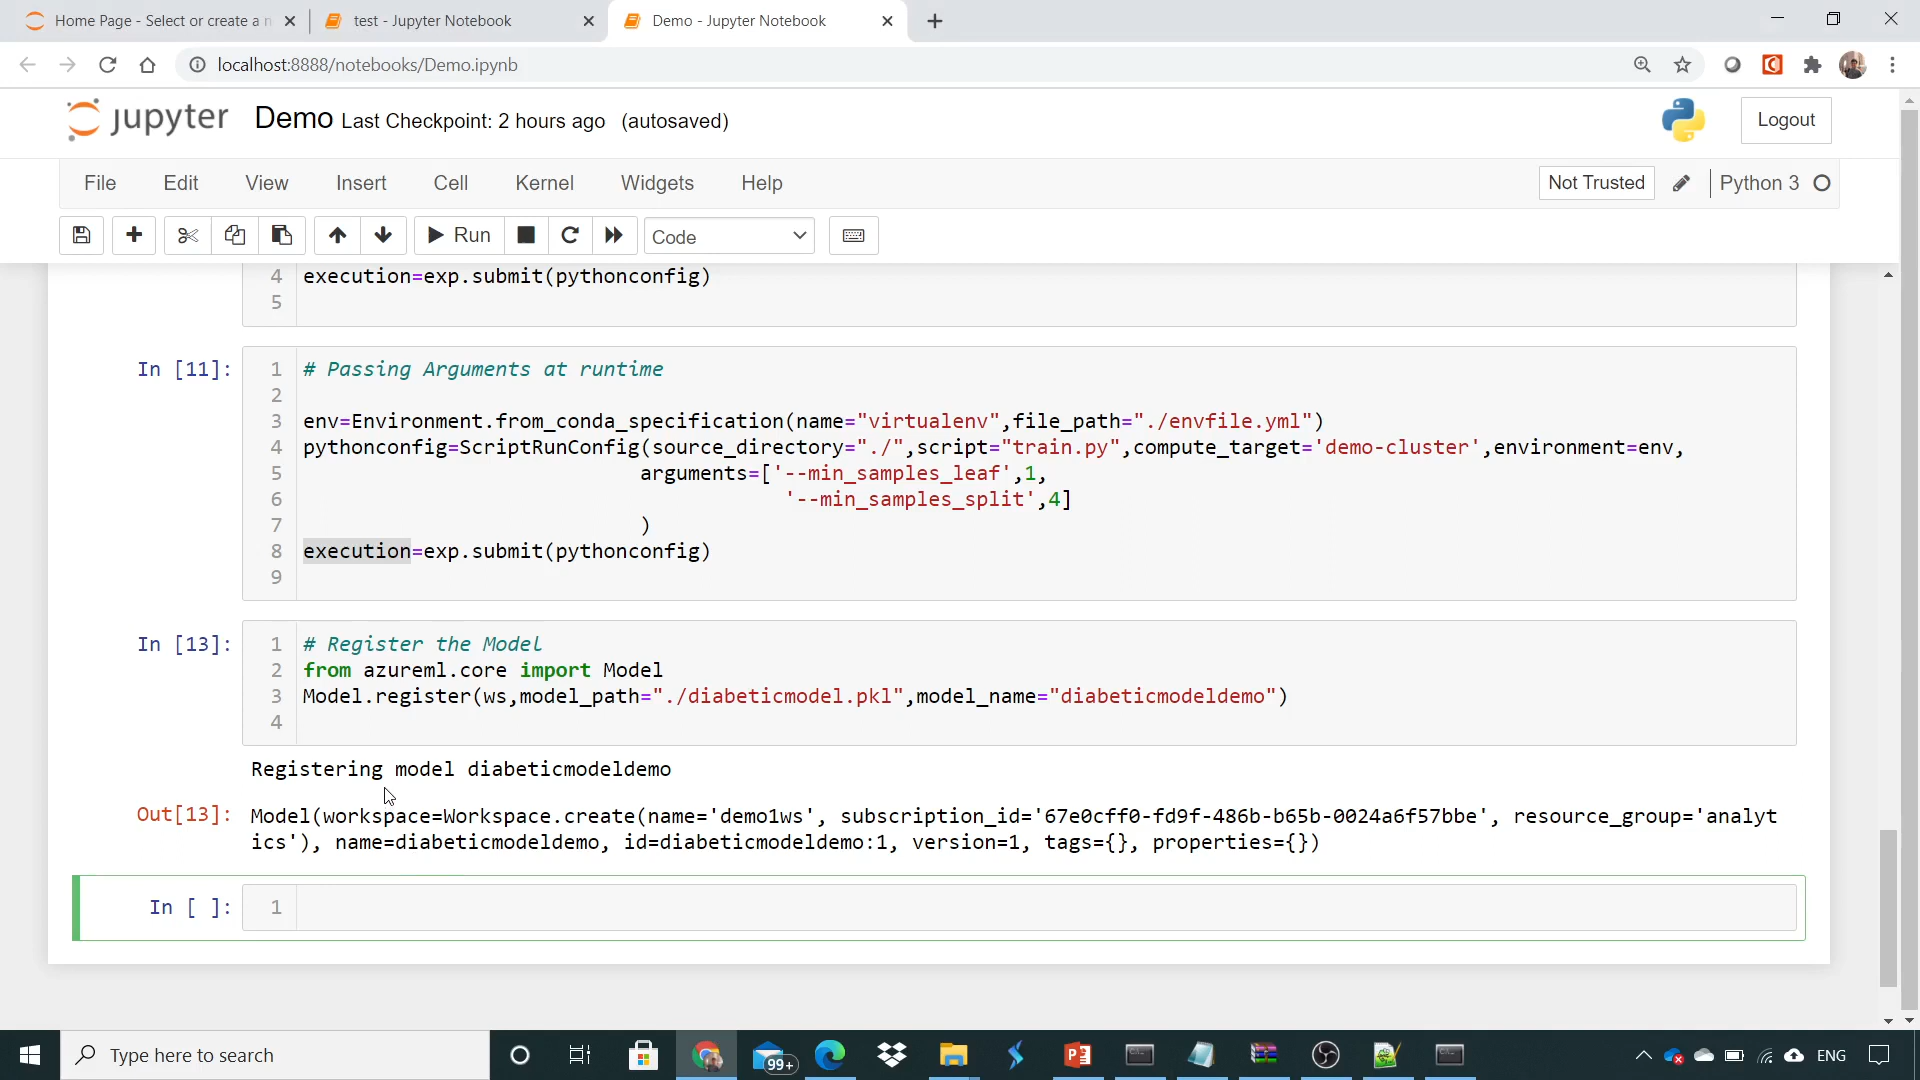 Home Page - Select or create a n
test - Jupyter Notebook
Demo - Jupyter Notebook
localhost:8888/notebooks/Demo.ipynb
jupyter Demo Last Checkpoint: 2 hours ago (autosaved)
Logout
File Edit View Insert Cell Kernel Widgets Help
Not Trusted
Python 3
Run
Code
4 execution=exp.submit(pythonconfig)
5
In [11]:
1 # Passing Arguments at runtime
2
3 env=Environment.from_conda_specification(name="virtualenv",file_path="./envfile.yml")
4 pythonconfig=ScriptRunConfig(source_directory="./",script="train.py",compute_target='demo-cluster',environment=env,
5 arguments=['--min_samples_leaf',1,
6 '--min_samples_split',4]
7 )
8 execution=exp.submit(pythonconfig)
9
In [13]:
1 # Register the Model
2 from azureml.core import Model
3 Model.register(ws,model_path="./diabeticmodel.pkl",model_name="diabeticmodeldemo")
4
Registering model diabeticmodeldemo
Out[13]: Model(workspace=Workspace.create(name='demo1ws', subscription_id='67e0cff0-fd9f-486b-b65b-0024a6f57bbe', resource_group='analyt
ics'), name=diabeticmodeldemo, id=diabeticmodeldemo:1, version=1, tags={}, properties={})
In [ ]: 1
Type here to search
99+
ENG